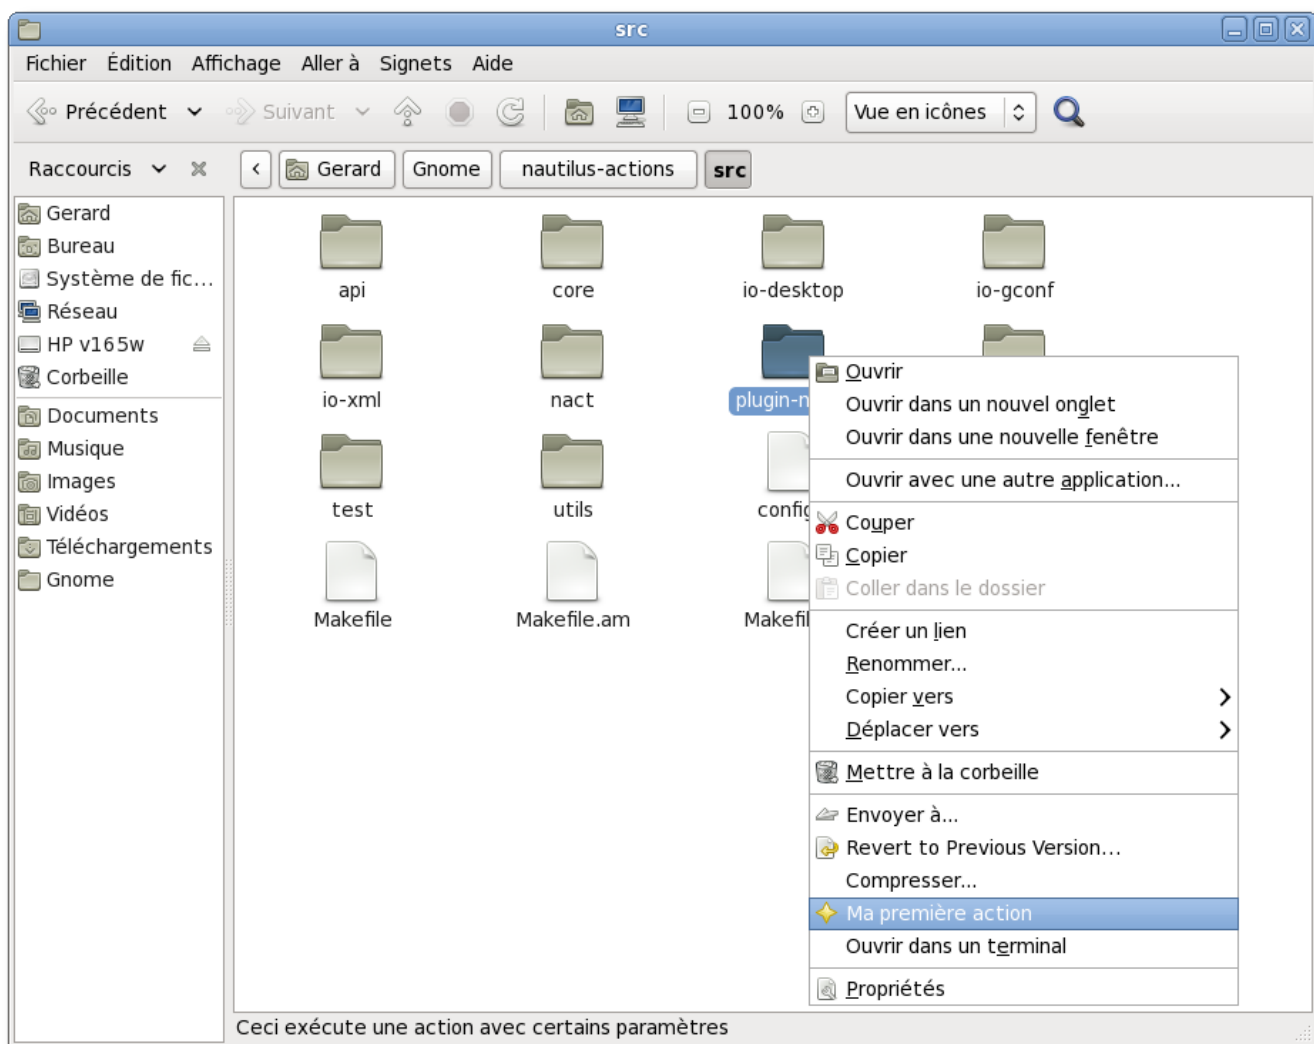 src
Fichier Édition Affichage Aller à Signets Aide
Précédent Suivant 100% Vue en icônes
Raccourcis Gerard Gnome nautilus-actions src
Gerard
Bureau
Système de fic...
Réseau
HP v165w
Corbeille
Documents
Musique
Images
Vidéos
Téléchargements
Gnome
api core io-desktop io-gconf
io-xml nact plugin-n
test utils config
Makefile Makefile.am Makefil
Ouvrir
Ouvrir dans un nouvel onglet
Ouvrir dans une nouvelle fenêtre
Ouvrir avec une autre application...
Couper
Copier
Coller dans le dossier
Créer un lien
Renommer...
Copier vers
Déplacer vers
Mettre à la corbeille
Envoyer à...
Revert to Previous Version...
Compresser...
Ma première action
Ouvrir dans un terminal
Propriétés
Ceci exécute une action avec certains paramètres